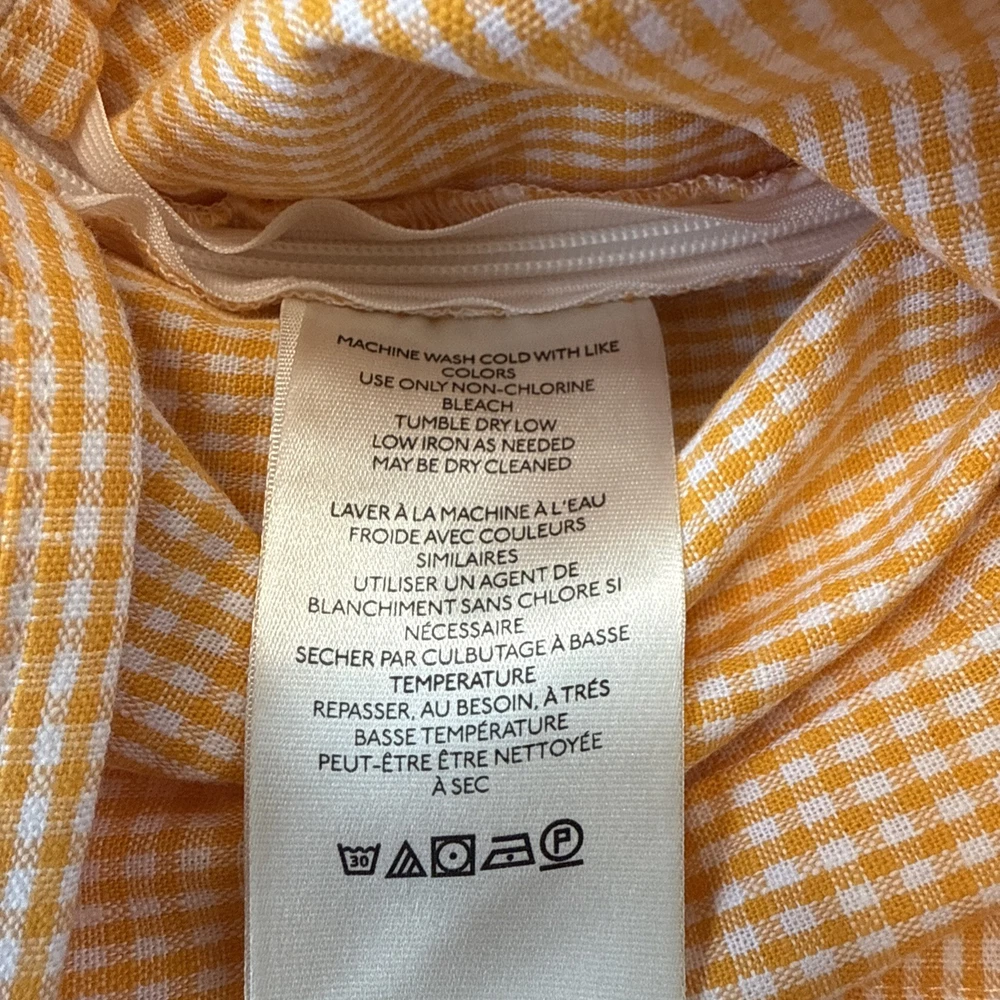 MACHINE WASH COLD WITH LIKE
COLORS
USE ONLY NON-CHLORINE
BLEACH
TUMBLE DRY LOW
LOW IRON AS NEEDED
MAY BE DRY CLEANED
LAVER À LA MACHINE À L'EAU
FROIDE AVEC COULEURS
SIMILAIRES
UTILISER UN AGENT DE
BLANCHIMENT SANS CHLORE SI
NÉCESSAIRE
SECHER PAR CULBUTAGE À BASSE
TEMPERATURE
REPASSER, AU BESOIN, À TRÉS
BASSE TEMPÉRATURE
PEUT-ÊTRE ÊTRE NETTOYÉE
À SEC
30 P